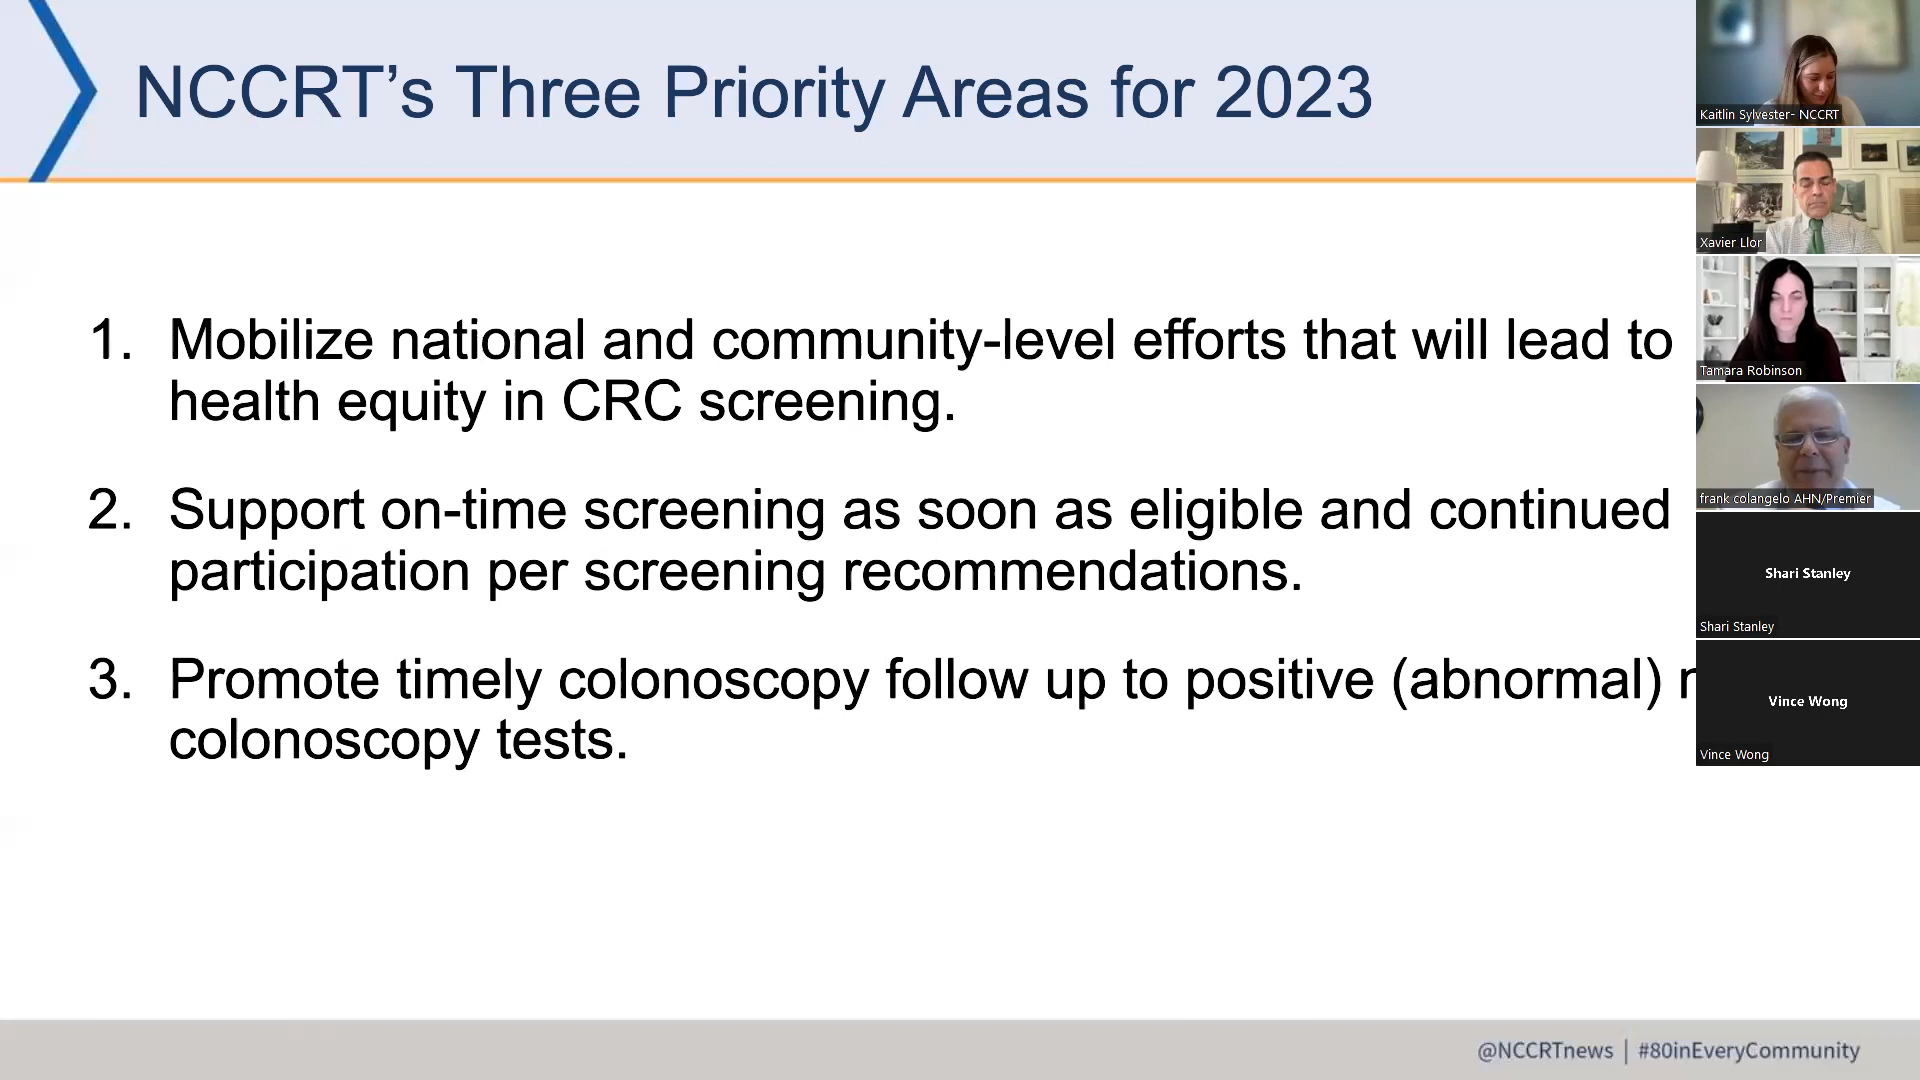 NCCRT’s Three Priority Areas for 2023
1. Mobilize national and community-level efforts that will lead to
health equity in CRC screening.
2. Support on-time screening as soon as eligible and continued
participation per screening recommendations.
3. Promote timely colonoscopy follow up to positive (abnormal)
colonoscopy tests.
@NCCRTnews | #80inEveryCommunity
Kaitlin Sylvester- NCCRT
Xavier Llor
Tamara Robinson
frank colangelo AHN/Premier
Shari Stanley
Shari Stanley
Vince Wong
Vince Wong